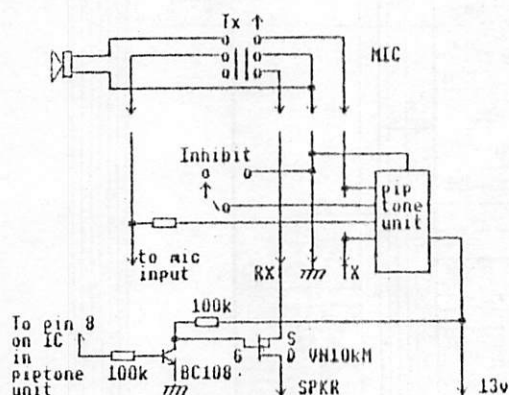 Tx ↑
MIC
Inhibit
pip
tone
unit
to mic
input
RX
TX
100k
To pin 8
on IC
in
piptone
unit
100k
BC108
S
G
D
VN10KM
SPKR
13v